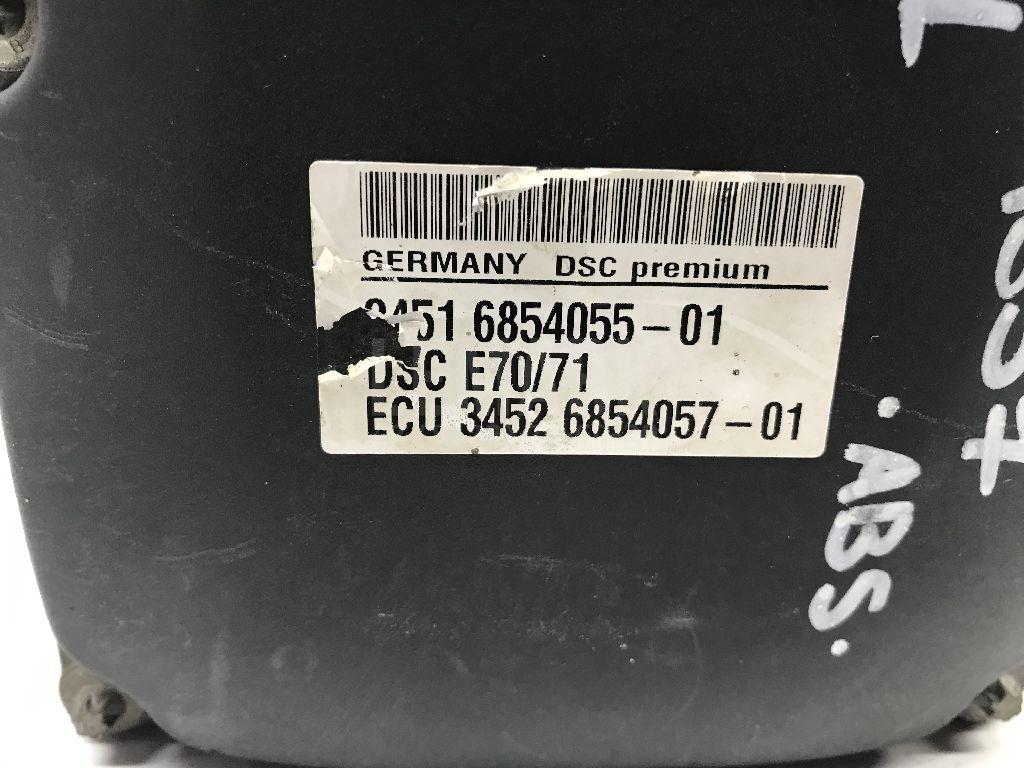 GERMANY DSC premium
3451 6854055-01
DSC E70/71
ECU 3452 6854057-01
.ABS.